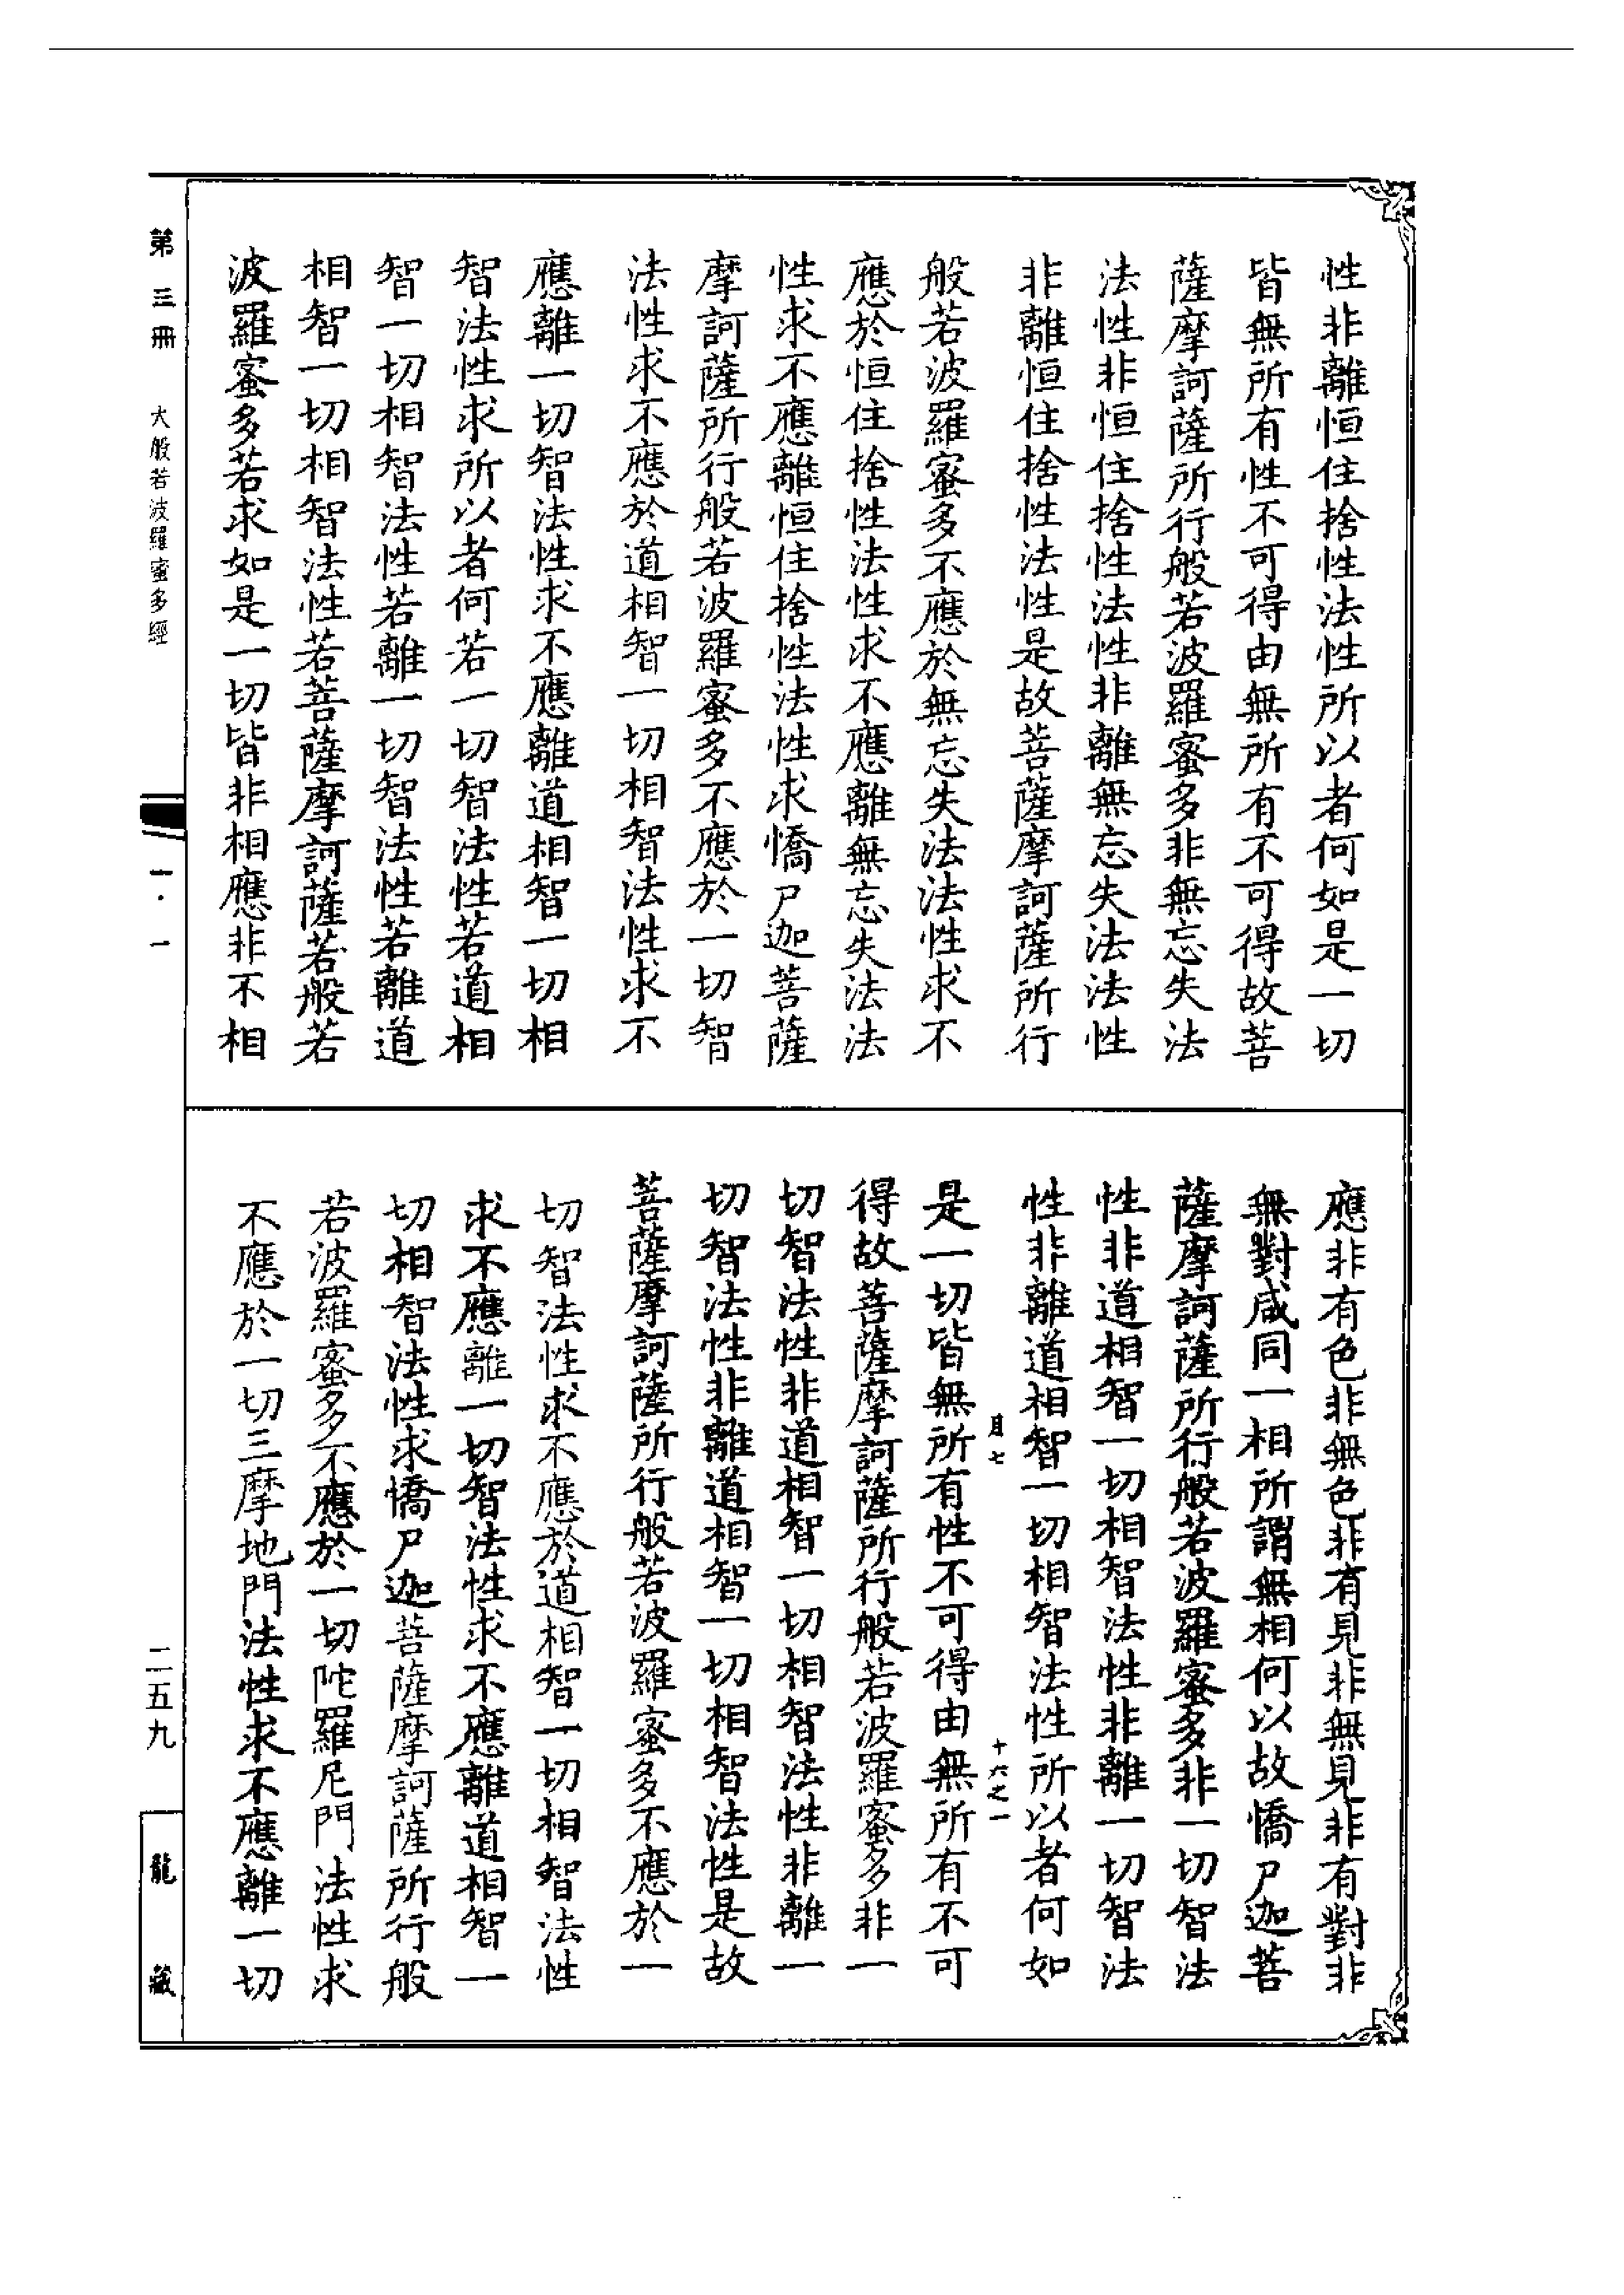 性非離恒住捨性法性所以者何如是一切
皆無所有性不可得由無所有不可得故菩
薩摩訶薩所行般若波羅蜜多非無忘失法
法性非恒住捨性法性非離無忘失法法性
非離恒住捨性法性是故菩薩摩訶薩所行
般若波羅蜜多不應於無忘失法法性求不
應於恒住捨性法性求不應離無忘失法法
性求不應離恒住捨性法性求憍尸迦菩薩
摩訶薩所行般若波羅蜜多不應於一切智
法性求不應於道相智一切相智法性求不
應離一切智法性求不應離道相智一切相
智法性求所以者何若一切智法性若道相
智一切相智法性若離一切智法性若離道
相智一切相智法性若菩薩摩訶薩若般若
波羅蜜多若求如是一切皆非相應非不相
應非有色非無色非有見非無見非有對非
無對咸同一相所謂無相何以故憍尸迦菩
薩摩訶薩所行般若波羅蜜多非一切智法
性非道相智一切相智法性非離一切智法
性非離道相智一切相智法性所以者何如
月七 十六之一
是一切皆無所有性不可得由無所有不可
得故菩薩摩訶薩所行般若波羅蜜多非一
切智法性非道相智一切相智法性非離一
切智法性非離道相智一切相智法性是故
菩薩摩訶薩所行般若波羅蜜多不應於一
切智法性求不應於道相智一切相智法性
求不應離一切智法性求不應離道相智一
切相智法性求憍尸迦菩薩摩訶薩所行般
若波羅蜜多不應於一切陀羅尼門法性求
不應於一切三摩地門法性求不應離一切
第三冊 大般若波羅蜜多經 一·一 二五九 龍藏